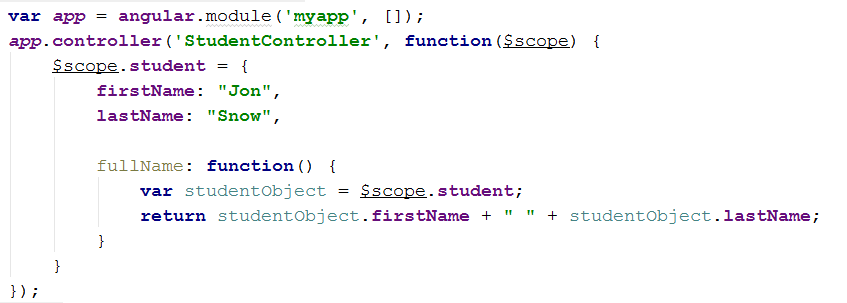 var app = angular.module('myapp', []);
app.controller('StudentController', function($scope) {
    $scope.student = {
        firstName: "Jon",
        lastName: "Snow",
        fullName: function() {
            var studentObject = $scope.student;
            return studentObject.firstName + " " + studentObject.lastName;
        }
    }
});